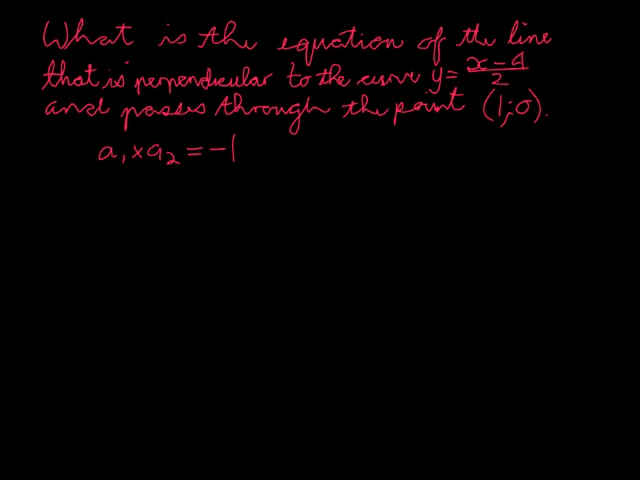 What is the equation of the line
that is perpendicular to the curve y = (x-4)/2
and passes through the point (1;0).
a₁ × a₂ = -1